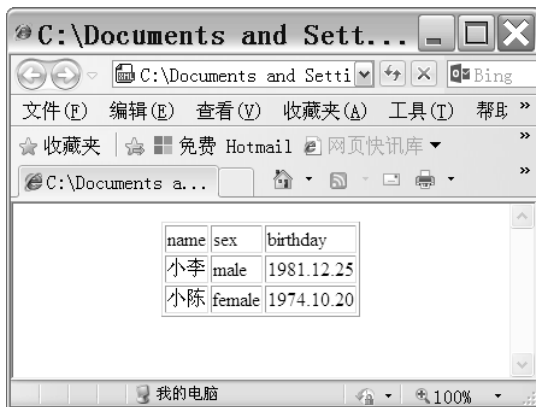 C:\Documents and Sett...
C:\Documents and Setti Bing
文件(F) 编辑(E) 查看(V) 收藏夹(A) 工具(T) 帮助 »
收藏夹 免费 Hotmail 网页快讯库 »
C:\Documents a... »
name sex birthday
小李 male 1981.12.25
小陈 female 1974.10.20
我的电脑 100%